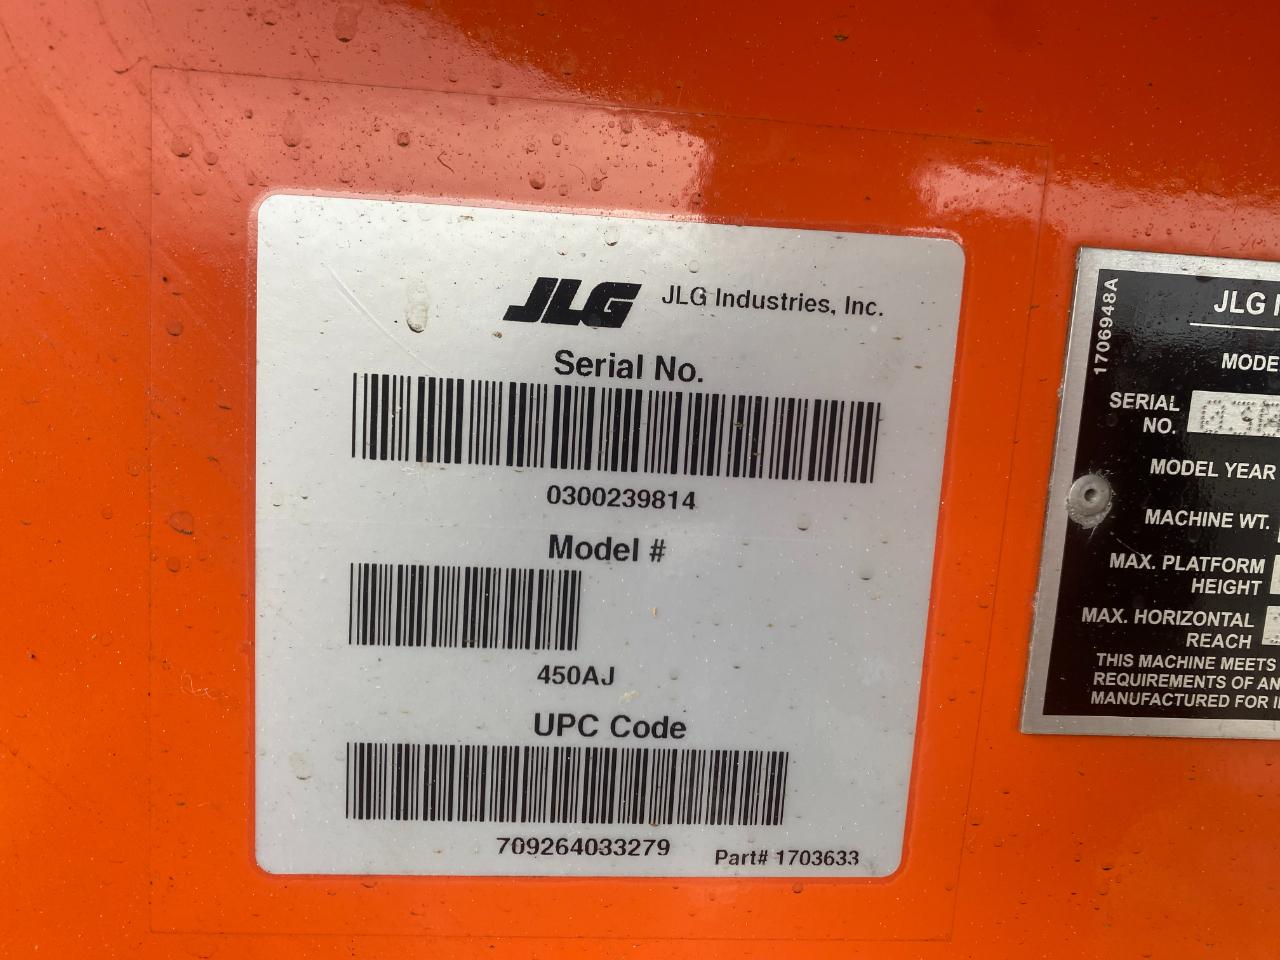 JLG JLG Industries, Inc.
Serial No.
0300239814
Model #
450AJ
UPC Code
709264033279
Part# 1703633
1706948A
JLG
MODE
SERIAL
NO.
MODEL YEAR
MACHINE WT.
MAX. PLATFORM
HEIGHT
MAX. HORIZONTAL
REACH
THIS MACHINE MEETS
REQUIREMENTS OF AN
MANUFACTURED FOR